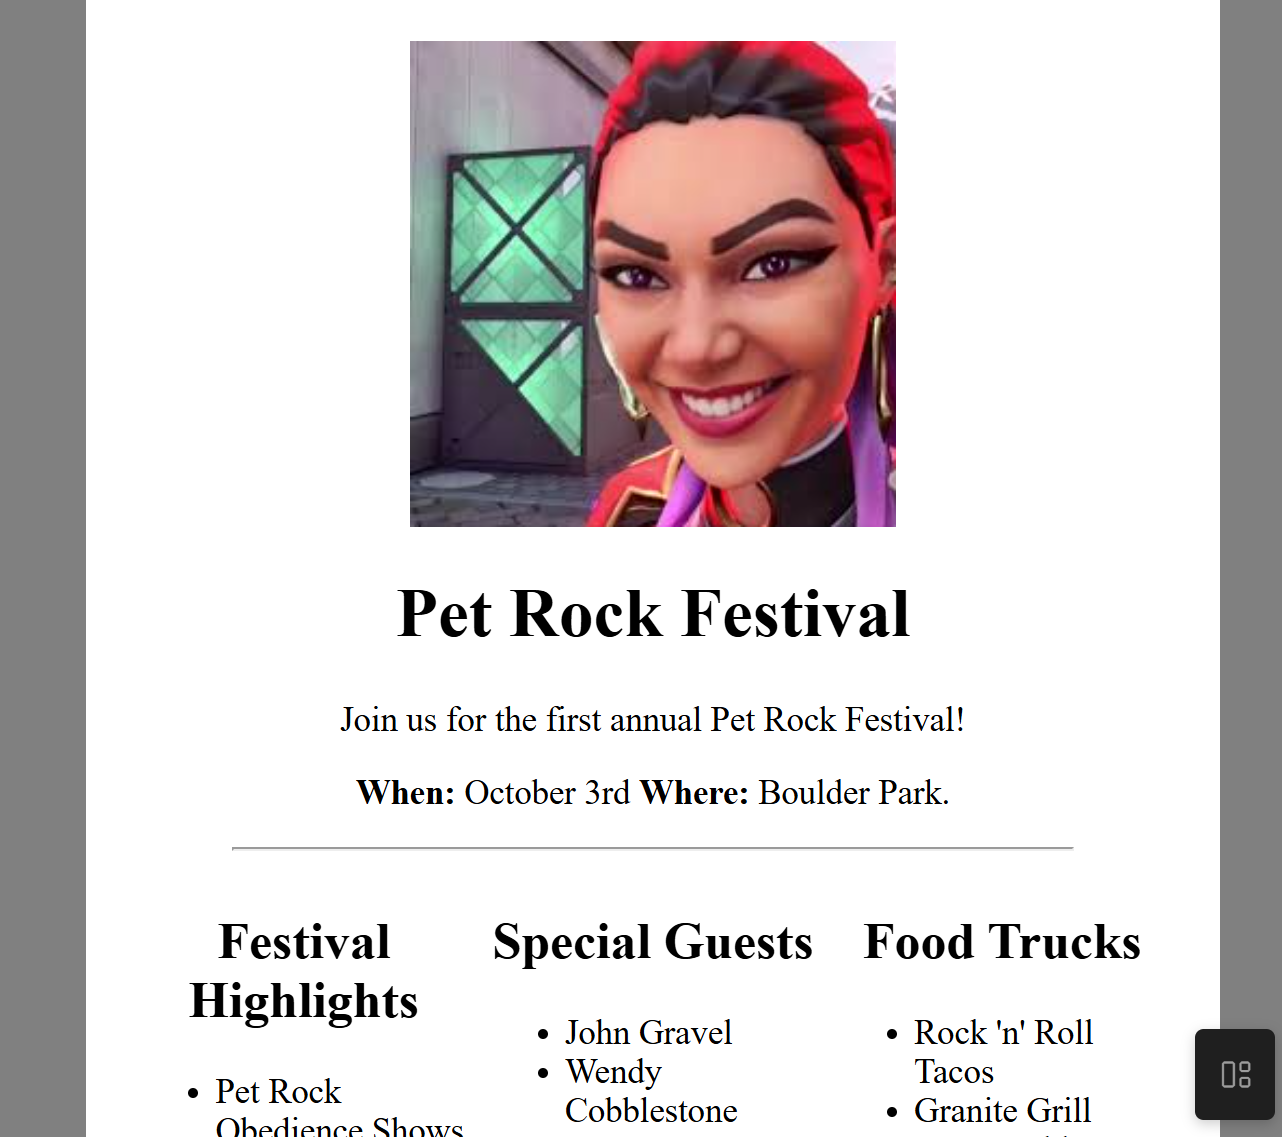 Pet Rock Festival
Join us for the first annual Pet Rock Festival!
When: October 3rd Where: Boulder Park.
Festival
Highlights
Pet Rock
Obedience Shows
Special Guests
John Gravel
Wendy
Cobblestone
Food Trucks
Rock 'n' Roll
Tacos
Granite Grill